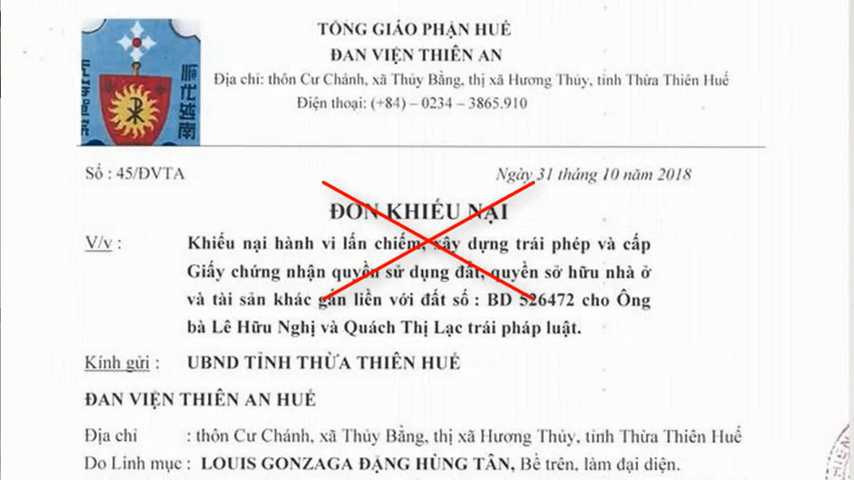 TỔNG GIÁO PHẬN HUẾ
ĐAN VIỆN THIÊN AN
Địa chỉ: thôn Cư Chánh, xã Thủy Bằng, thị xã Hương Thủy, tỉnh Thừa Thiên Huế
Điện thoại: (+84) – 0234 – 3865.910
Số : 45/ĐVTA
Ngày 31 tháng 10 năm 2018
ĐƠN KHIẾU NẠI
V/v : Khiếu nại hành vi lấn chiếm, xây dựng trái phép và cấp
Giấy chứng nhận quyền sử dụng đất, quyền sở hữu nhà ở
và tài sản khác gắn liền với đất số : BD 526472 cho Ông
bà Lê Hữu Nghị và Quách Thị Lạc trái pháp luật.
Kính gửi : UBND TỈNH THỪA THIÊN HUẾ
ĐAN VIỆN THIÊN AN HUẾ
Địa chỉ : thôn Cư Chánh, xã Thủy Bằng, thị xã Hương Thủy, tỉnh Thừa Thiên Huế
Do Linh mục : LOUIS GONZAGA ĐẶNG HÙNG TÂN, Bề trên, làm đại diện.